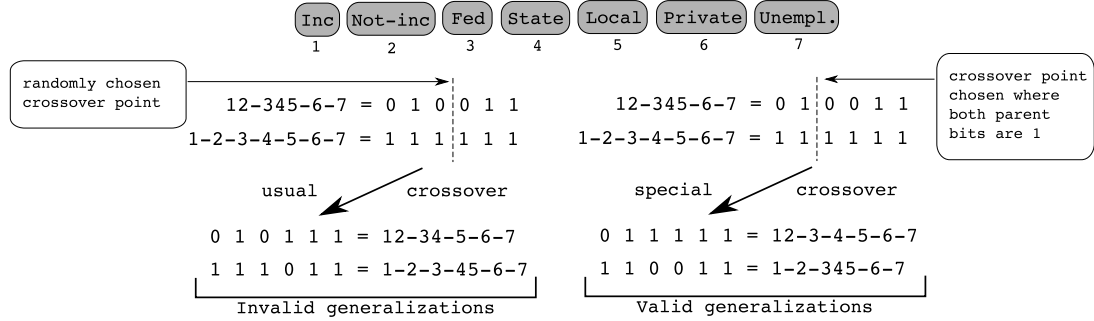 Inc Not-inc Fed State Local Private Unempl.
1 2 3 4 5 6 7
randomly chosen
crossover point
12-345-6-7 = 0 1 0 0 1 1
1-2-3-4-5-6-7 = 1 1 1 1 1 1
usual crossover
0 1 0 1 1 1 = 12-34-5-6-7
1 1 1 0 1 1 = 1-2-3-45-6-7
Invalid generalizations
crossover point
chosen where
both parent
bits are 1
12-345-6-7 = 0 1 0 0 1 1
1-2-3-4-5-6-7 = 1 1 1 1 1 1
special crossover
0 1 1 1 1 1 = 12-3-4-5-6-7
1 1 0 0 1 1 = 1-2-345-6-7
Valid generalizations